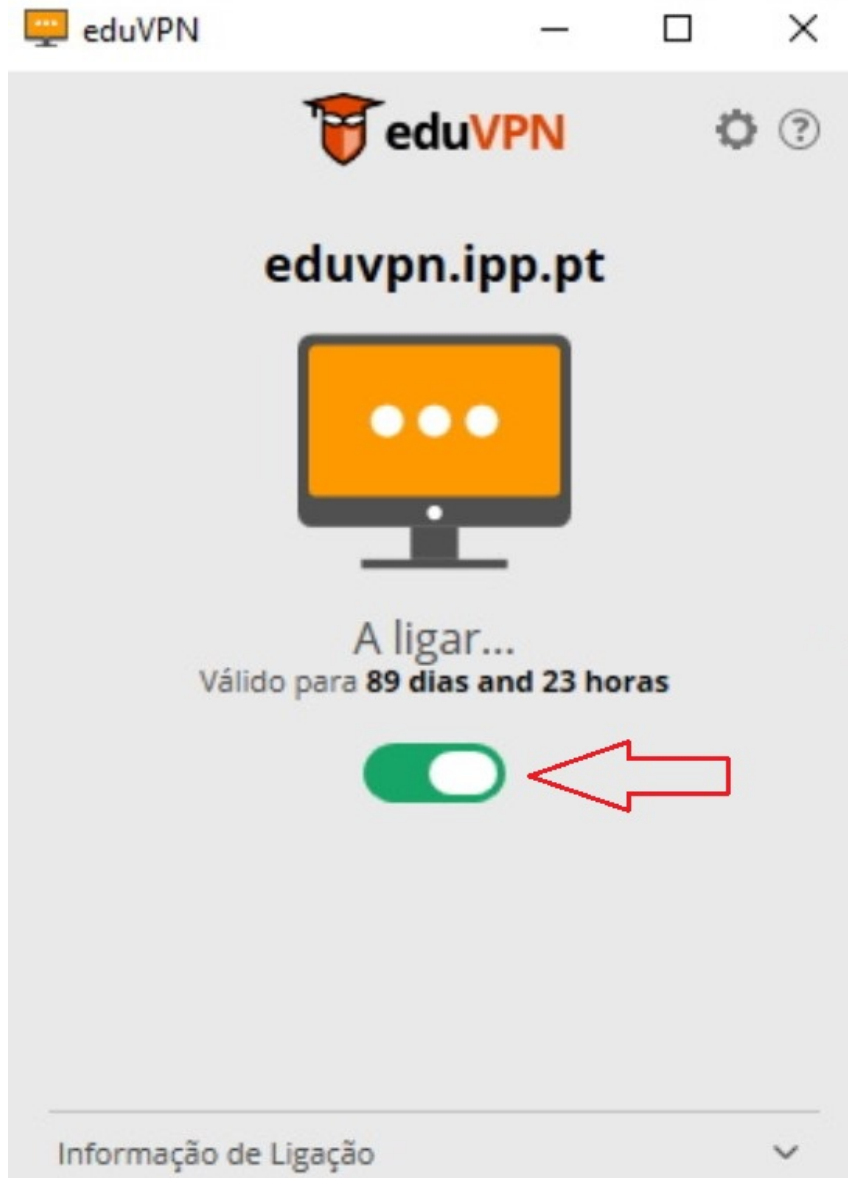 eduVPN
eduVPN
eduvpn.ipp.pt
A ligar...
Válido para 89 dias and 23 horas
Informação de Ligação